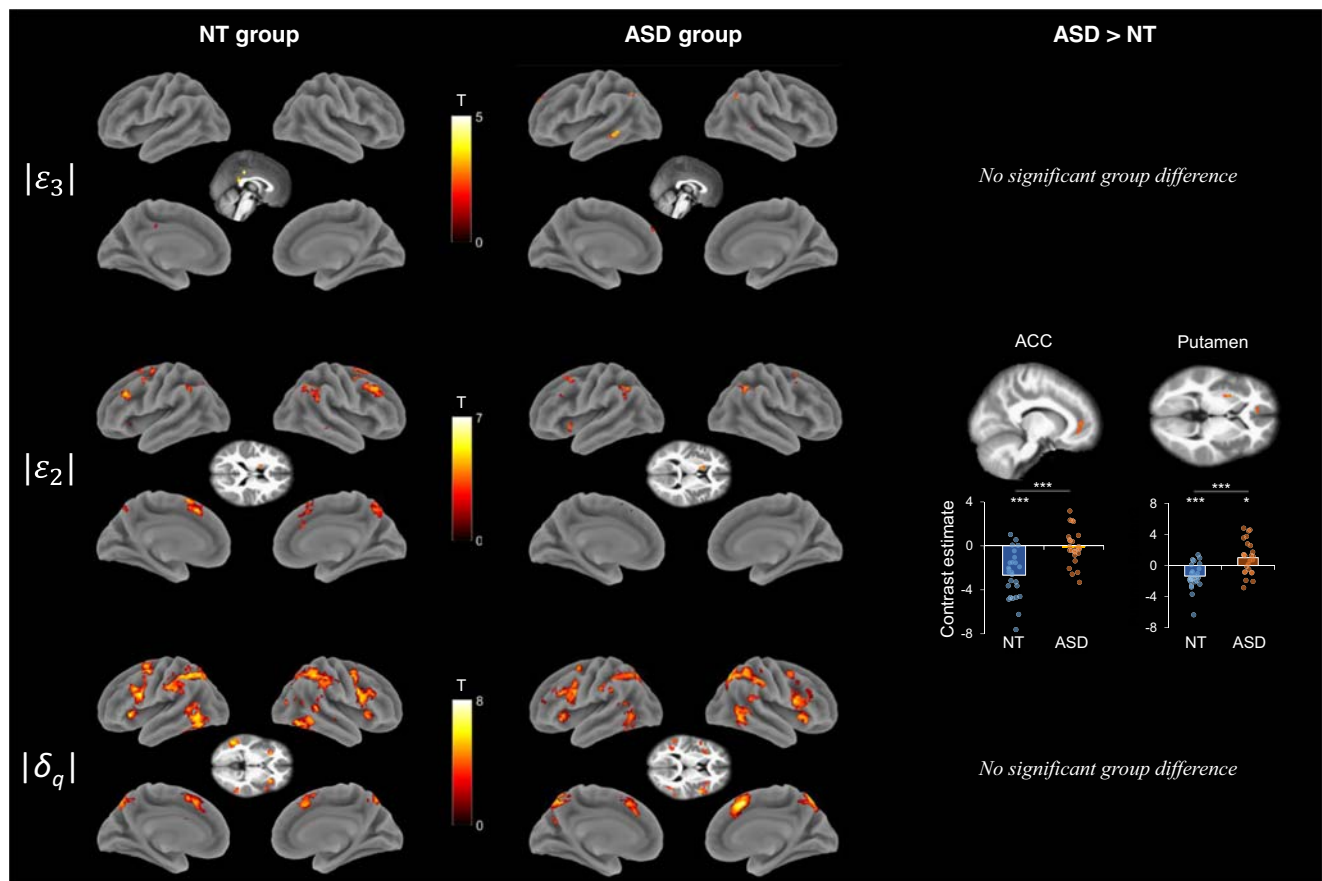 NT group
ASD group
ASD > NT
|ε₃|
T
5
0
No significant group difference
|ε₂|
T
7
0
ACC
Putamen
Contrast estimate
4
0
-4
-8
***
***
NT
ASD
8
4
0
-4
-8
***
***
*
NT
ASD
|δ_q|
T
8
0
No significant group difference